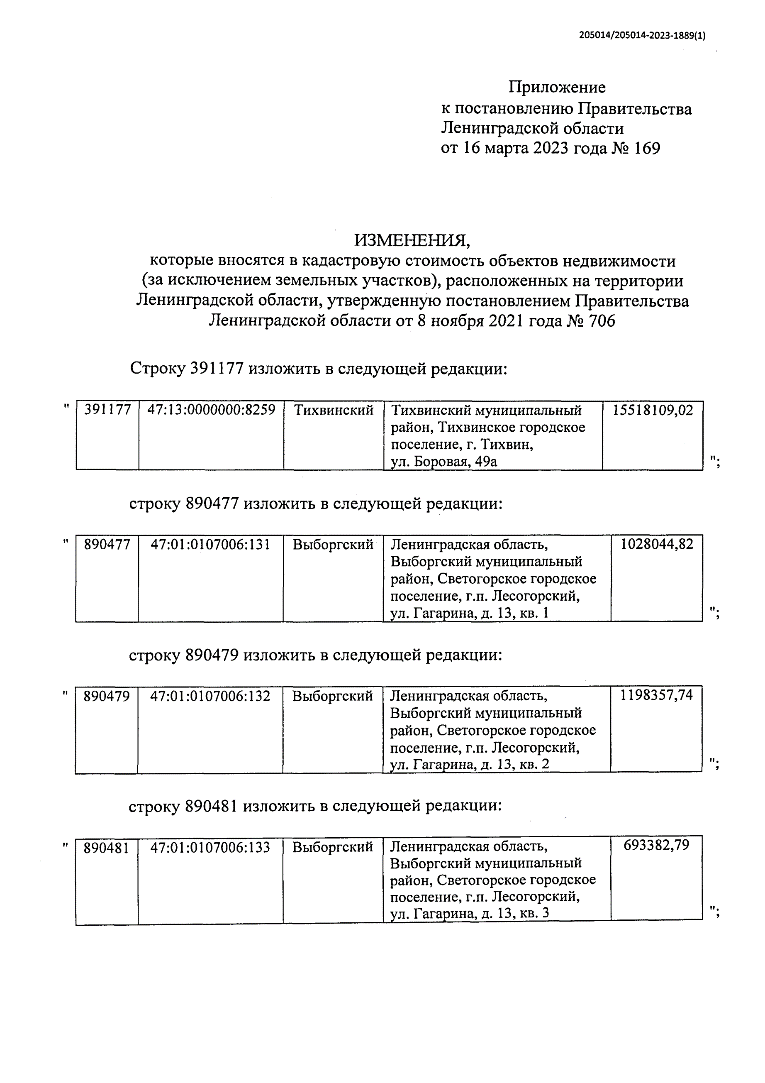 205014/205014-2023-1889(1)
Приложение
к постановлению Правительства
Ленинградской области
от 16 марта 2023 года № 169
ИЗМЕНЕНИЯ,
которые вносятся в кадастровую стоимость объектов недвижимости
(за исключением земельных участков), расположенных на территории
Ленинградской области, утвержденную постановлением Правительства
Ленинградской области от 8 ноября 2021 года № 706
Строку 391177 изложить в следующей редакции:
" 391177 47:13:0000000:8259 Тихвинский Тихвинский муниципальный 15518109,02
район, Тихвинское городское
поселение, г. Тихвин,
ул. Боровая, 49а ";
строку 890477 изложить в следующей редакции:
" 890477 47:01:0107006:131 Выборгский Ленинградская область, 1028044,82
Выборгский муниципальный
район, Светогорское городское
поселение, г.п. Лесогорский,
ул. Гагарина, д. 13, кв. 1 ";
строку 890479 изложить в следующей редакции:
" 890479 47:01:0107006:132 Выборгский Ленинградская область, 1198357,74
Выборгский муниципальный
район, Светогорское городское
поселение, г.п. Лесогорский,
ул. Гагарина, д. 13, кв. 2 ";
строку 890481 изложить в следующей редакции:
" 890481 47:01:0107006:133 Выборгский Ленинградская область, 693382,79
Выборгский муниципальный
район, Светогорское городское
поселение, г.п. Лесогорский,
ул. Гагарина, д. 13, кв. 3 ";